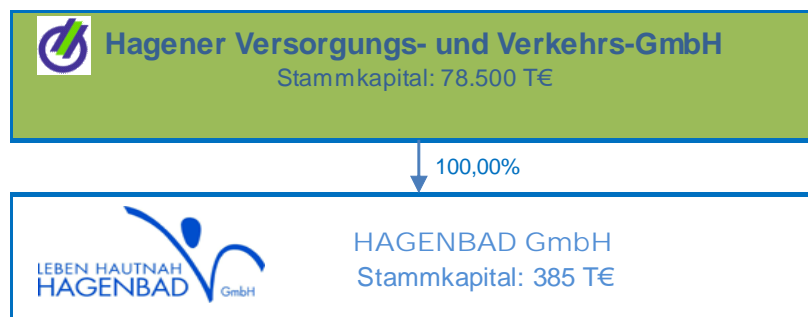 Hagener Versorgungs- und Verkehrs-GmbH
Stammkapital: 78.500 T€
100,00%
LEBEN HAUTNAH
HAGENBAD GmbH
HAGENBAD GmbH
Stammkapital: 385 T€